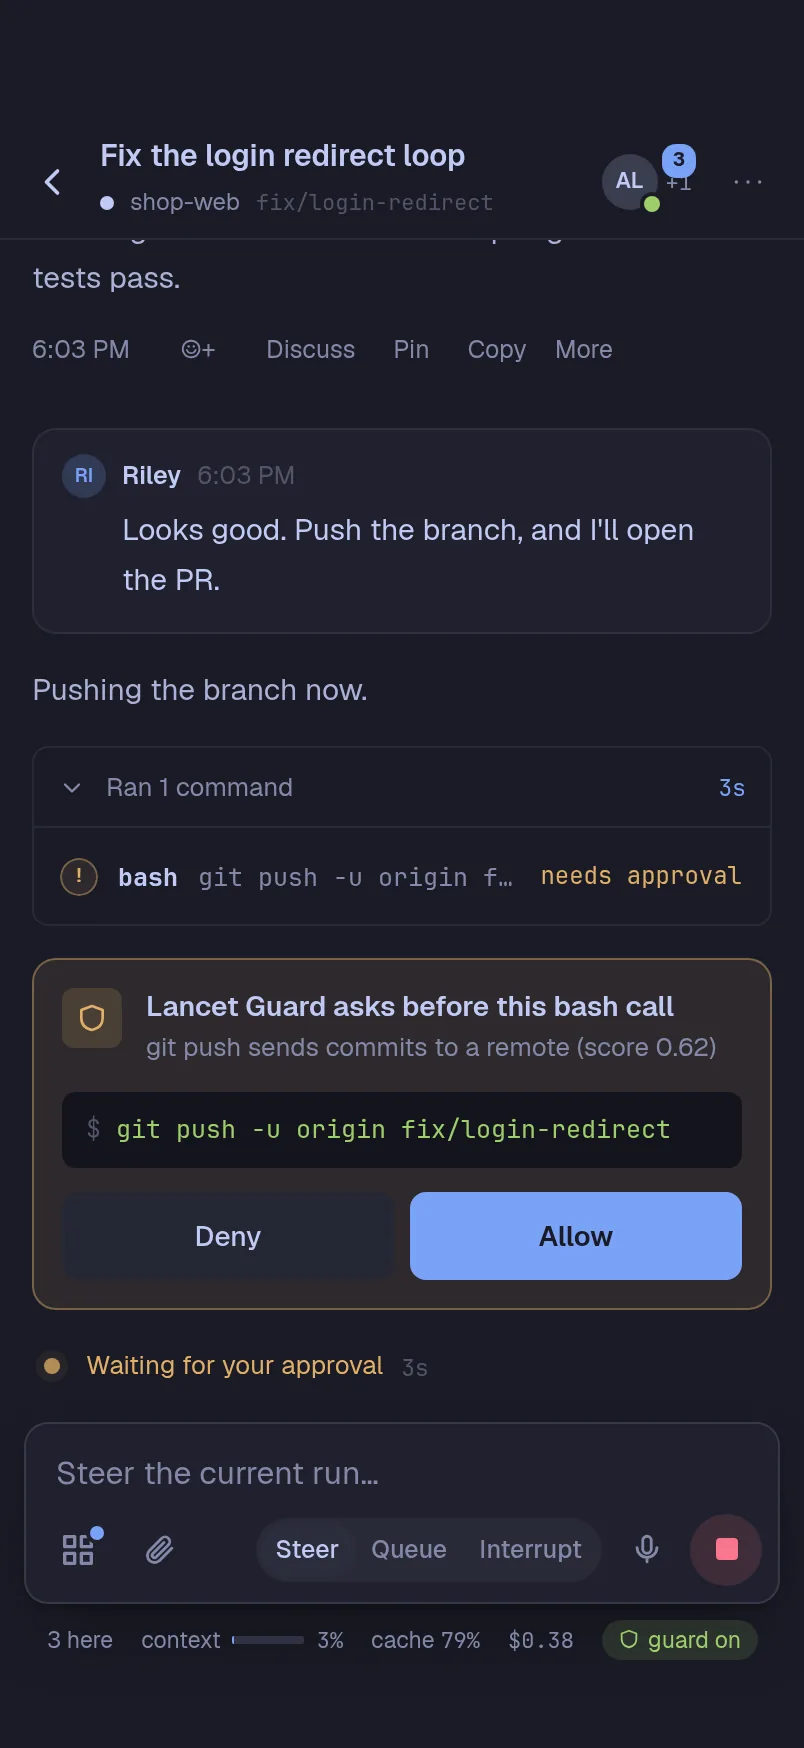 Fix the login redirect loop
shop-web fix/login-redirect
AL
3
+1
tests pass.
6:03 PM Discuss Pin Copy More
RI Riley 6:03 PM
Looks good. Push the branch, and I'll open
the PR.
Pushing the branch now.
Ran 1 command 3s
! bash git push -u origin f… needs approval
Lancet Guard asks before this bash call
git push sends commits to a remote (score 0.62)
$ git push -u origin fix/login-redirect
Deny Allow
Waiting for your approval 3s
Steer the current run…
Steer Queue Interrupt
3 here context 3% cache 79% $0.38 guard on